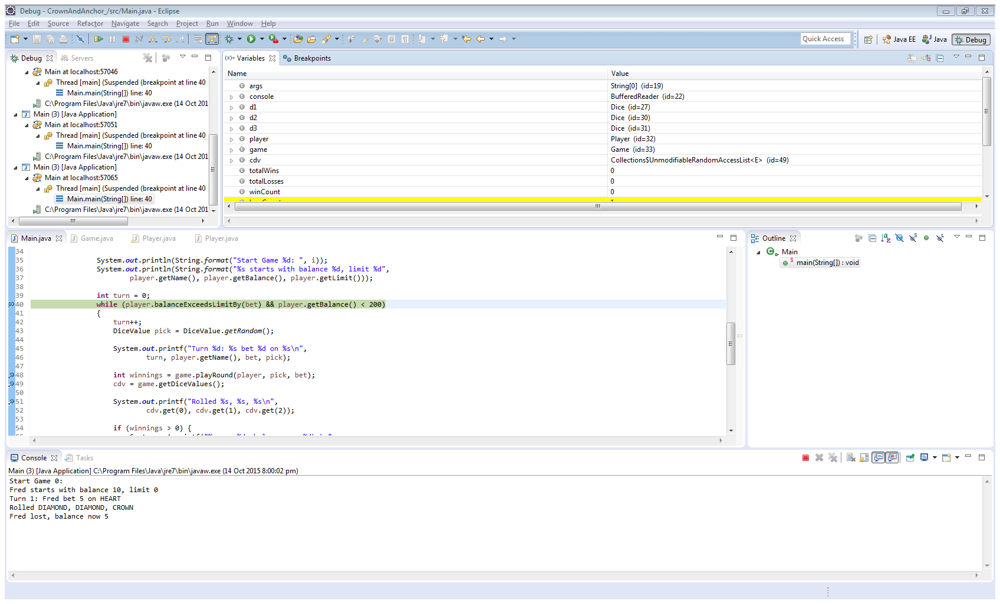 Debug - CrownAndAnchor_/src/Main.java - Eclipse
File Edit Source Refactor Navigate Search Project Run Window Help
Quick Access Java EE Java Debug
Debug Servers
Main at localhost:57046
Thread [main] (Suspended (breakpoint at line 40
Main.main(String[]) line: 40
C:\Program Files\Java\jre7\bin\javaw.exe (14 Oct 201
Main (3) [Java Application]
Main at localhost:57051
Thread [main] (Suspended (breakpoint at line 40
Main.main(String[]) line: 40
C:\Program Files\Java\jre7\bin\javaw.exe (14 Oct 201
Main (3) [Java Application]
Main at localhost:57065
Thread [main] (Suspended (breakpoint at line 40
Main.main(String[]) line: 40
C:\Program Files\Java\jre7\bin\javaw.exe (14 Oct 201
(x)= Variables Breakpoints
Name Value
args String[0] (id=19)
console BufferedReader (id=22)
d1 Dice (id=27)
d2 Dice (id=30)
d3 Dice (id=31)
player Player (id=32)
game Game (id=33)
cdv Collections$UnmodifiableRandomAccessList<E> (id=49)
totalWins 0
totalLosses 0
winCount 0
Main.java Game.java Player.java Player.java
34
35 System.out.println(String.format("Start Game %d: ", i));
36 System.out.println(String.format("%s starts with balance %d, limit %d",
37 player.getName(), player.getBalance(), player.getLimit()));
38
39 int turn = 0;
40 while (player.balanceExceedsLimitBy(bet) && player.getBalance() < 200)
41 {
42 turn++;
43 DiceValue pick = DiceValue.getRandom();
44
45 System.out.printf("Turn %d: %s bet %d on %s\n",
46 turn, player.getName(), bet, pick);
47
48 int winnings = game.playRound(player, pick, bet);
49 cdv = game.getDiceValues();
50
51 System.out.printf("Rolled %s, %s, %s\n",
52 cdv.get(0), cdv.get(1), cdv.get(2));
53
54 if (winnings > 0) {
Outline
Main
main(String[]) : void
Console Tasks
Main (3) [Java Application] C:\Program Files\Java\jre7\bin\javaw.exe (14 Oct 2015 8:00:02 pm)
Start Game 0:
Fred starts with balance 10, limit 0
Turn 1: Fred bet 5 on HEART
Rolled DIAMOND, DIAMOND, CROWN
Fred lost, balance now 5